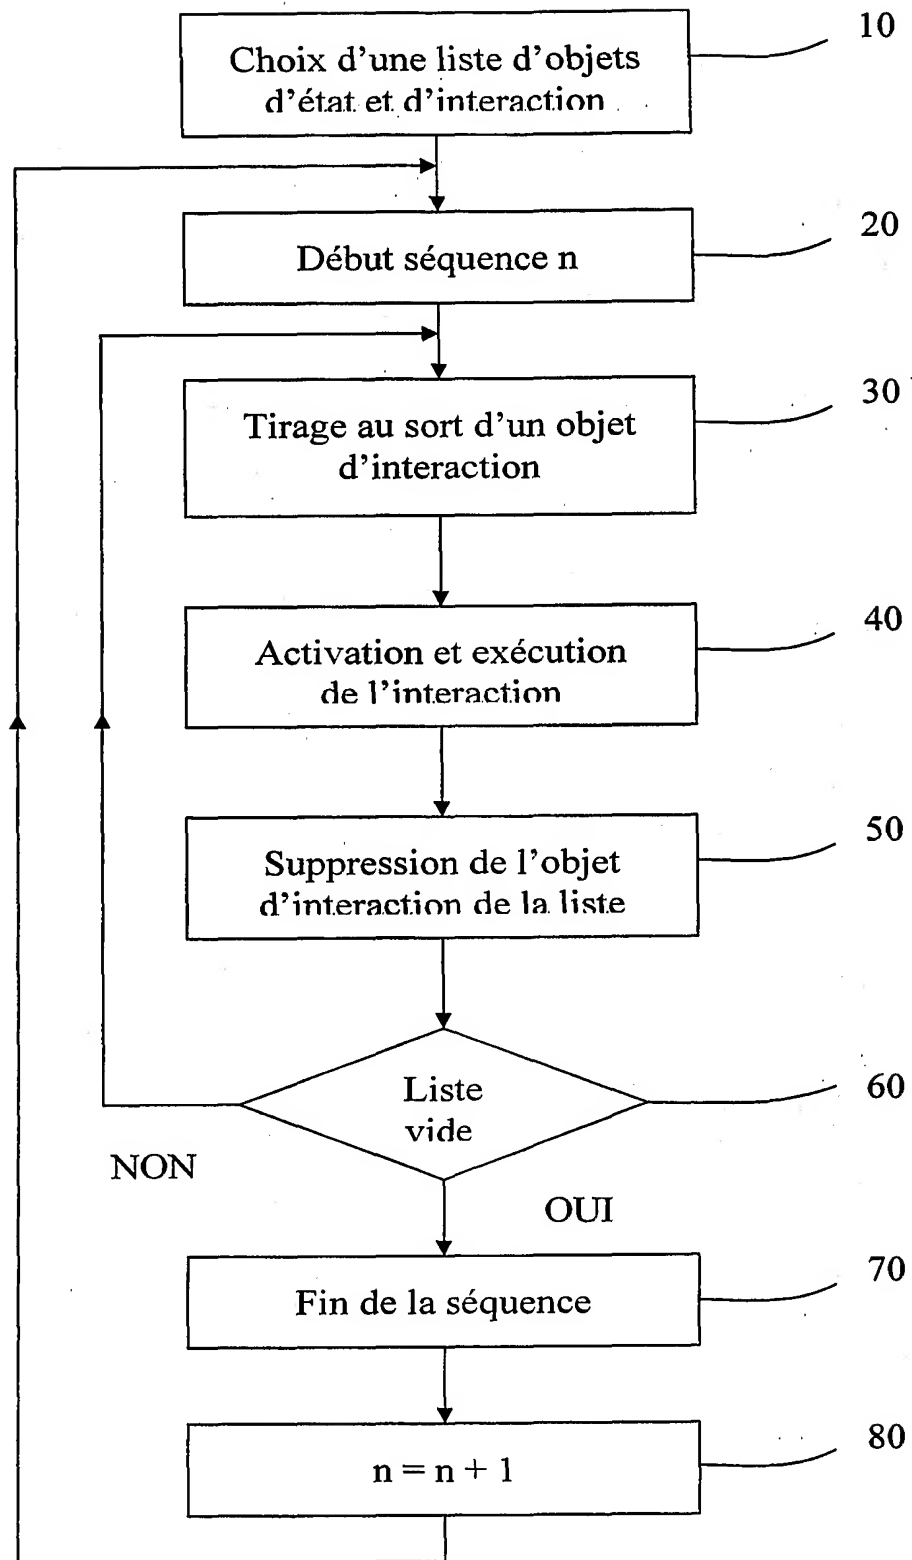 10
Choix d'une liste d'objets
d'état et d'interaction
20
Début séquence n
30
Tirage au sort d'un objet
d'interaction
40
Activation et exécution
de l'interaction
50
Suppression de l'objet
d'interaction de la liste
60
Liste
vide
NON
OUI
70
Fin de la séquence
80
n = n + 1